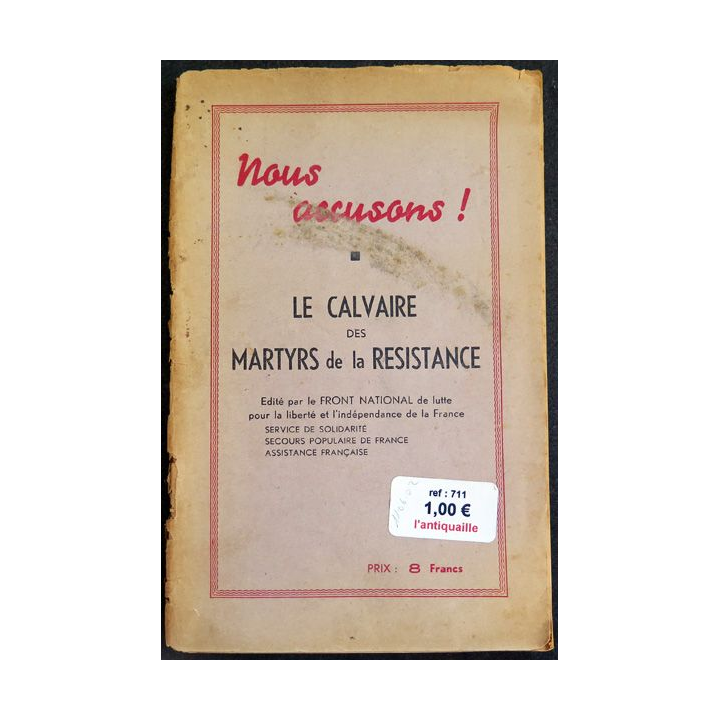 Nous
accusons !
LE CALVAIRE
DES
MARTYRS de la RESISTANCE
Edité par le FRONT NATIONAL de lutte
pour la liberté et l'indépendance de la France
SERVICE DE SOLIDARITÉ
SECOURS POPULAIRE DE FRANCE
ASSISTANCE FRANÇAISE
ref : 711
1,00 €
l'antiquaille
PRIX : 8 Francs